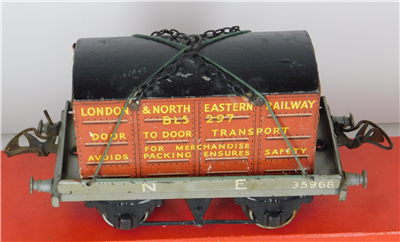 LONDON & NORTH EASTERN RAILWAY
BLS 297
DOOR TO DOOR TRANSPORT
FOR MERCHANDISE
AVOIDS PACKING ENSURES SAFETY
N E 35968